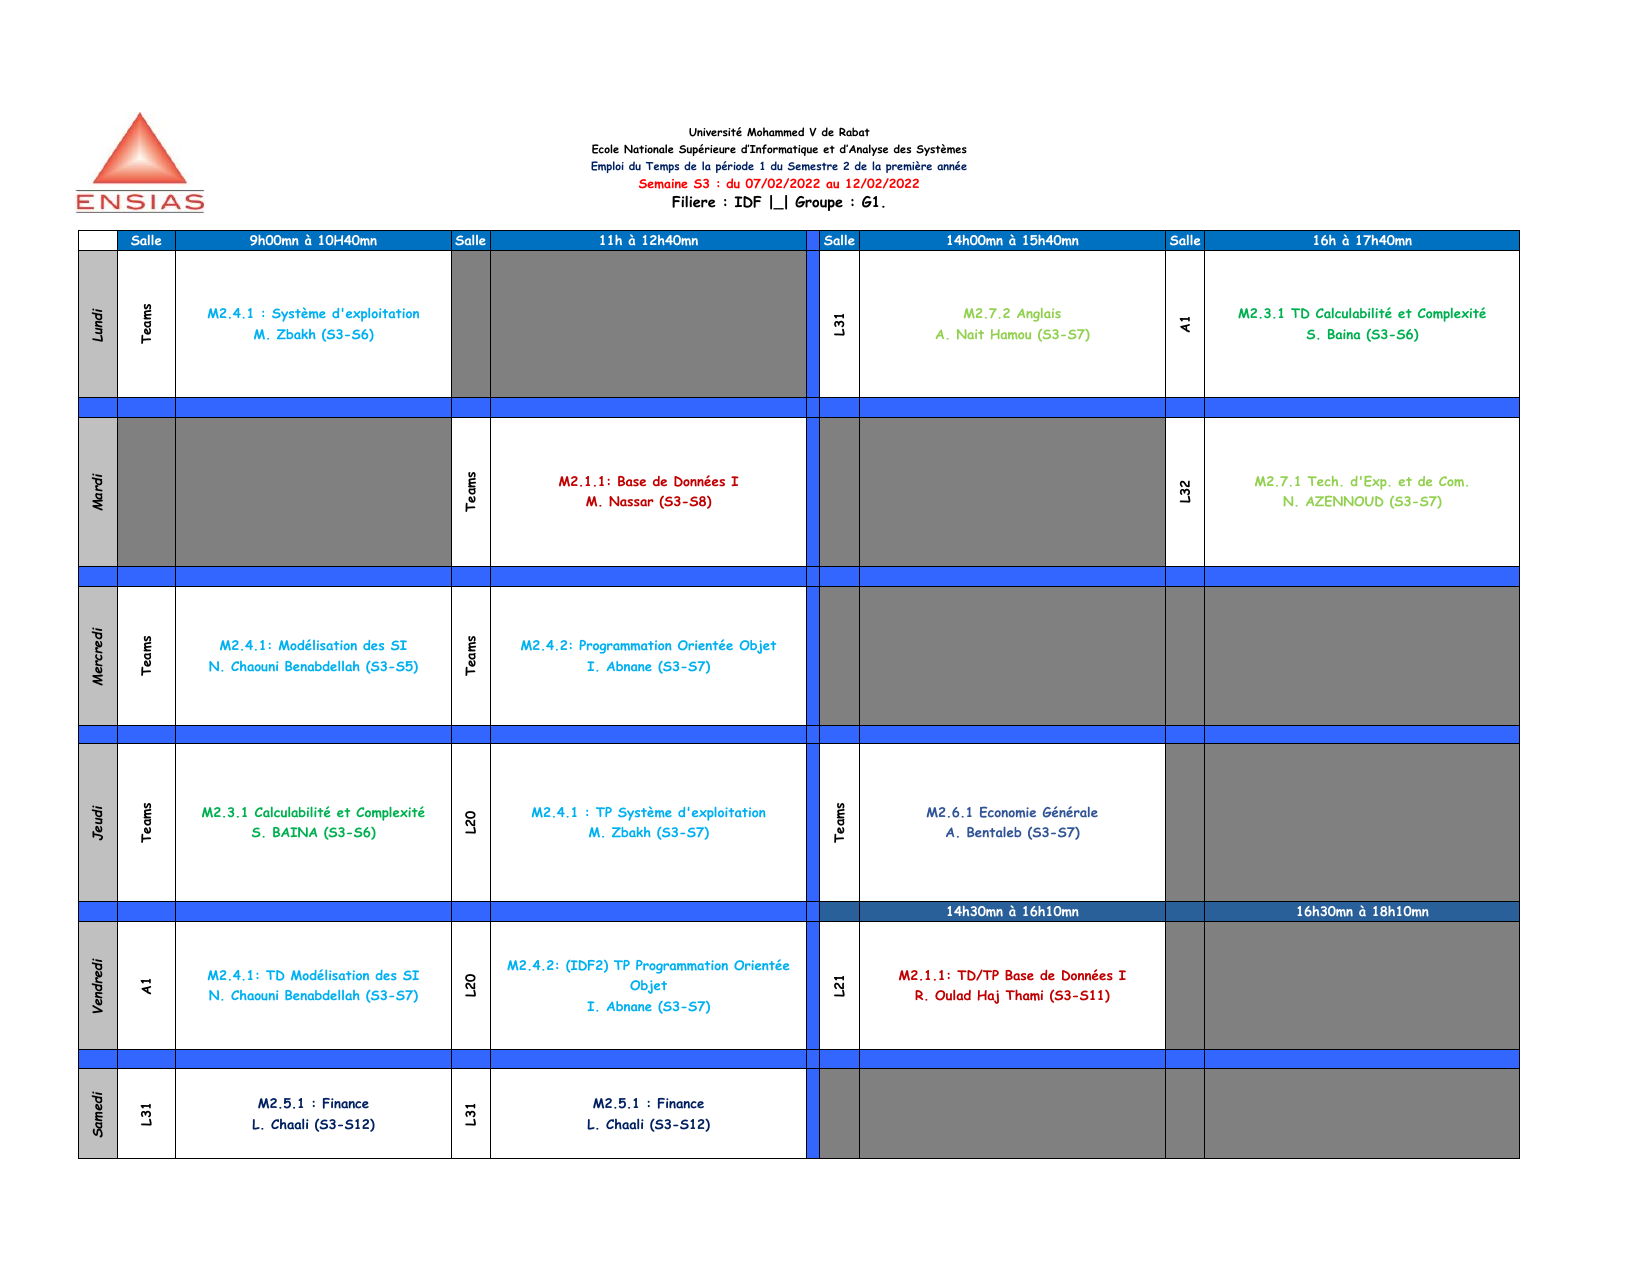 ENSIAS
Université Mohammed V de Rabat
Ecole Nationale Supérieure d’Informatique et d’Analyse des Systèmes
Emploi du Temps de la période 1 du Semestre 2 de la première année
Semaine S3 : du 07/02/2022 au 12/02/2022
Filiere : IDF |_| Groupe : G1.
Salle
9h00mn à 10H40mn
Salle
11h à 12h40mn
Salle
14h00mn à 15h40mn
Salle
16h à 17h40mn
Lundi
Teams
M2.4.1 : Système d'exploitation
M. Zbakh (S3-S6)
L31
M2.7.2 Anglais
A. Nait Hamou (S3-S7)
A1
M2.3.1 TD Calculabilité et Complexité
S. Baina (S3-S6)
Mardi
Teams
M2.1.1: Base de Données I
M. Nassar (S3-S8)
L32
M2.7.1 Tech. d'Exp. et de Com.
N. AZENNOUD (S3-S7)
Mercredi
Teams
M2.4.1: Modélisation des SI
N. Chaouni Benabdellah (S3-S5)
Teams
M2.4.2: Programmation Orientée Objet
I. Abnane (S3-S7)
Jeudi
Teams
M2.3.1 Calculabilité et Complexité
S. BAINA (S3-S6)
L20
M2.4.1 : TP Système d'exploitation
M. Zbakh (S3-S7)
Teams
M2.6.1 Economie Générale
A. Bentaleb (S3-S7)
14h30mn à 16h10mn
16h30mn à 18h10mn
Vendredi
A1
M2.4.1: TD Modélisation des SI
N. Chaouni Benabdellah (S3-S7)
L20
M2.4.2: (IDF2) TP Programmation Orientée
Objet
I. Abnane (S3-S7)
L21
M2.1.1: TD/TP Base de Données I
R. Oulad Haj Thami (S3-S11)
Samedi
L31
M2.5.1 : Finance
L. Chaali (S3-S12)
L31
M2.5.1 : Finance
L. Chaali (S3-S12)